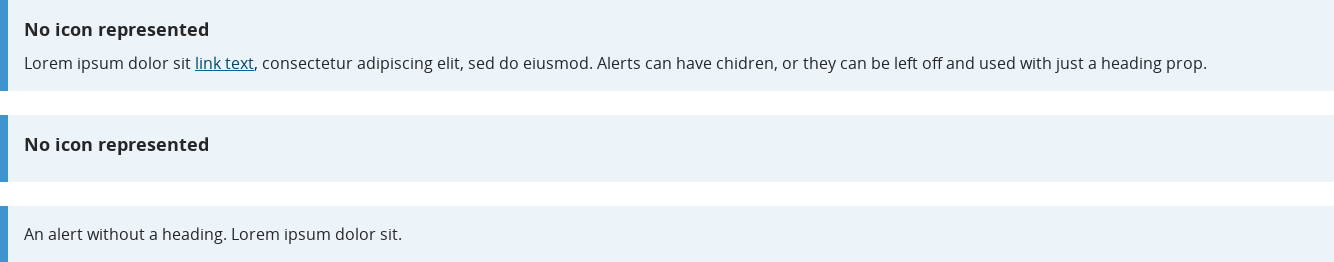 No icon represented
Lorem ipsum dolor sit link text, consectetur adipiscing elit, sed do eiusmod. Alerts can have chidren, or they can be left off and used with just a heading prop.
No icon represented
An alert without a heading. Lorem ipsum dolor sit.